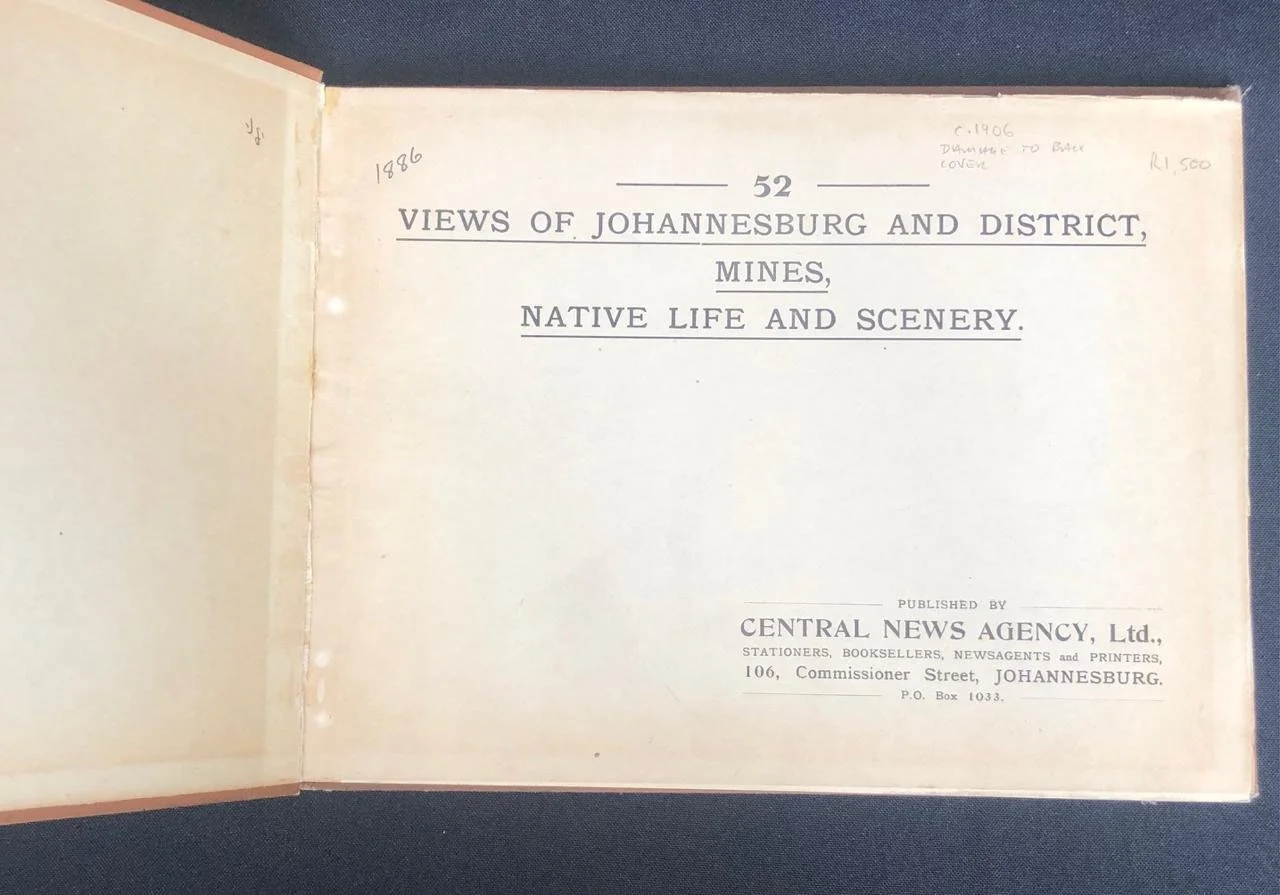 1886
c.1906
DAMAGE TO BACK
COVER
R1,500
52
VIEWS OF JOHANNESBURG AND DISTRICT,
MINES,
NATIVE LIFE AND SCENERY.
PUBLISHED BY
CENTRAL NEWS AGENCY, Ltd.,
STATIONERS, BOOKSELLERS, NEWSAGENTS and PRINTERS,
106, Commissioner Street, JOHANNESBURG.
P.O. Box 1033.